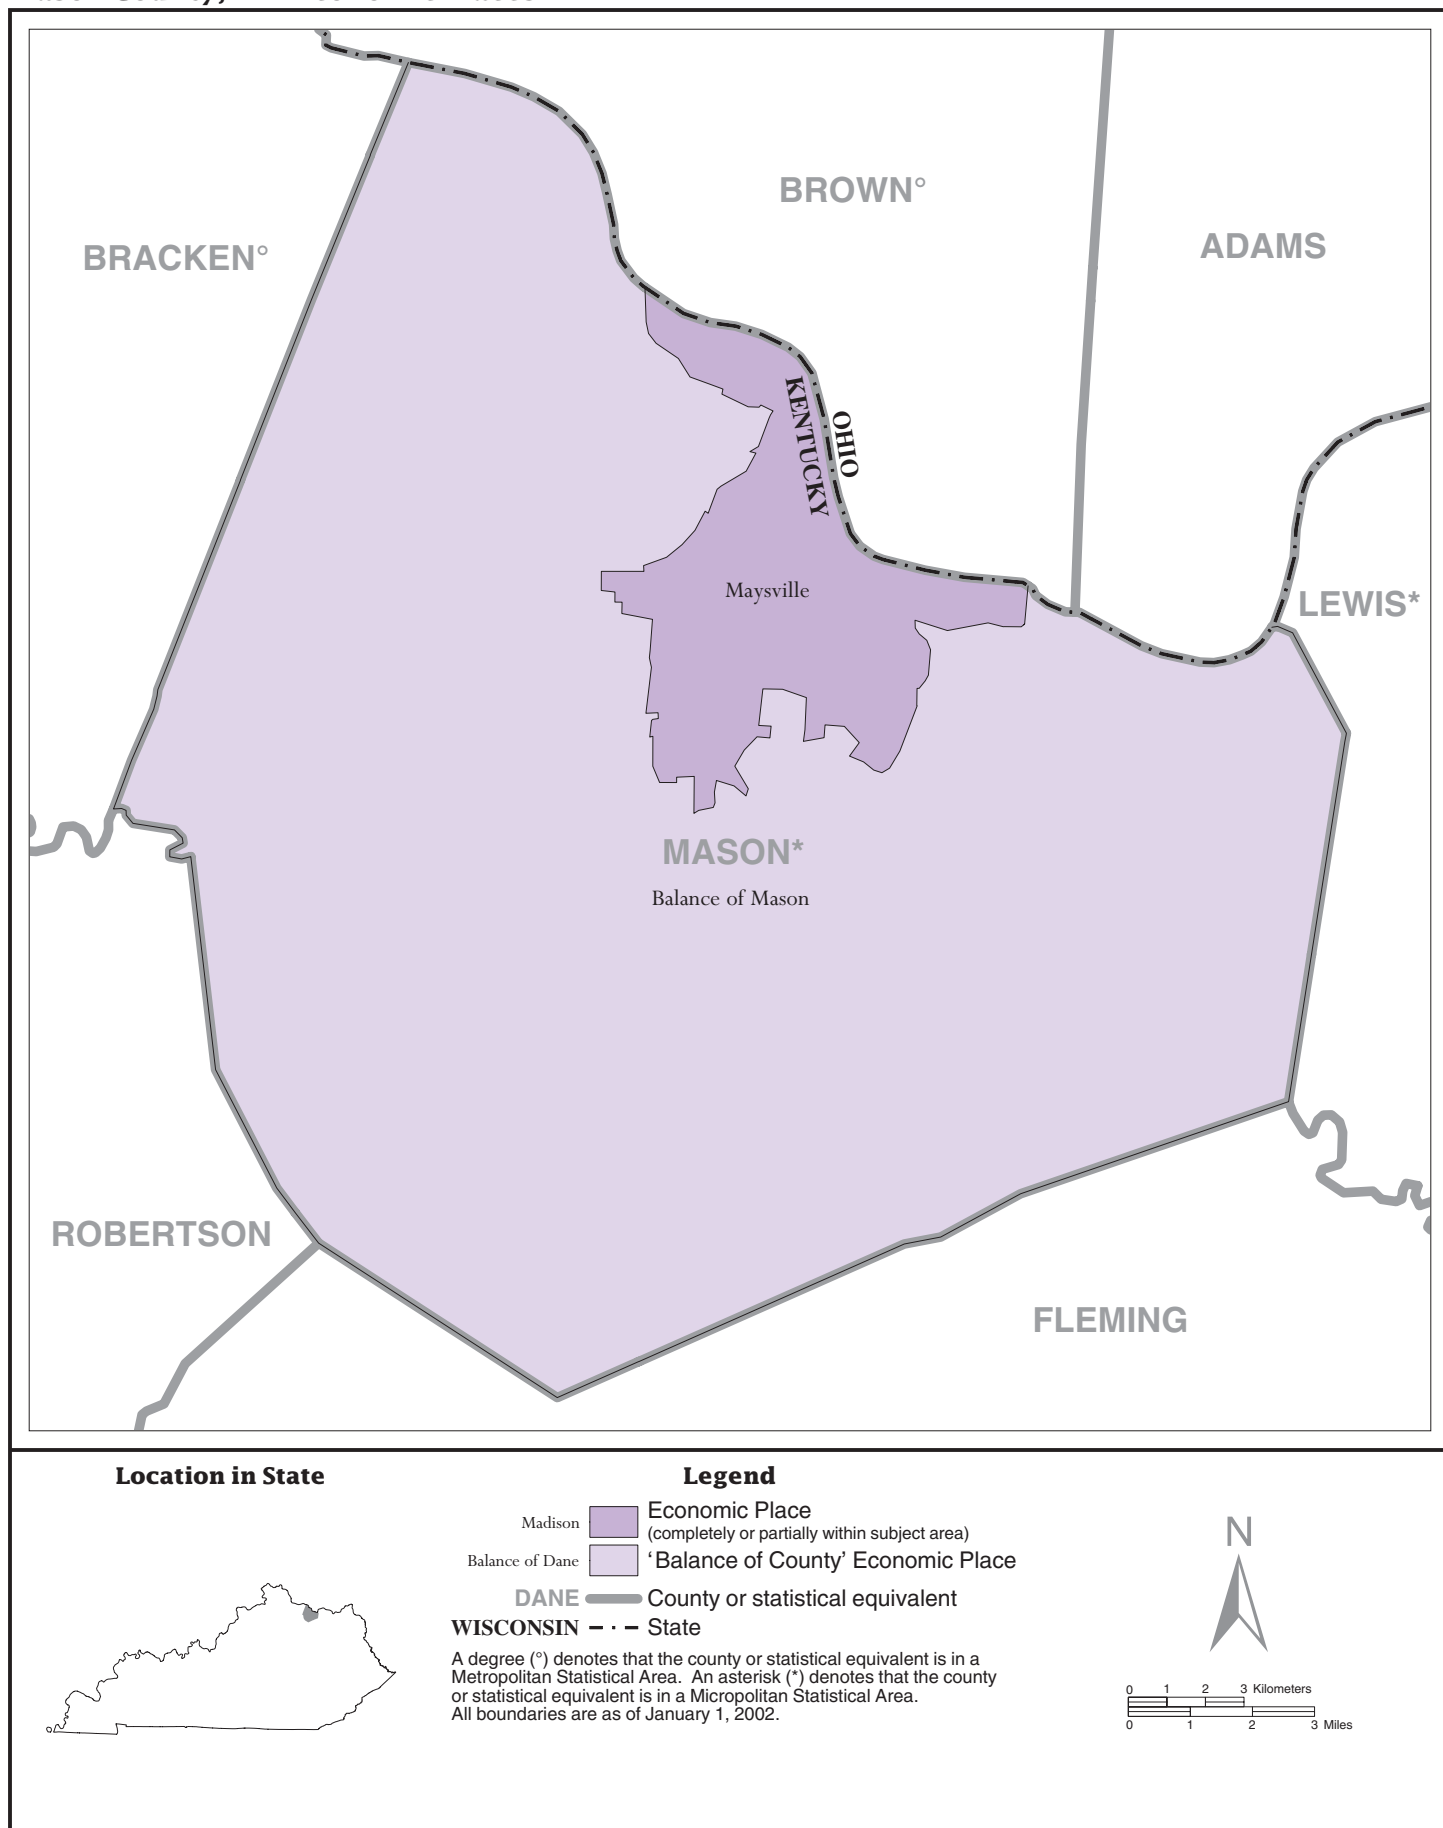 BROWN°
ADAMS
BRACKEN°
KENTUCKY
OHIO
Maysville
LEWIS*
MASON*
Balance of Mason
ROBERTSON
FLEMING
Location in State
Legend
Madison
Economic Place
(completely or partially within subject area)
Balance of Dane
‘Balance of County’ Economic Place
DANE
County or statistical equivalent
WISCONSIN
State
A degree (°) denotes that the county or statistical equivalent is in a
Metropolitan Statistical Area. An asterisk (*) denotes that the county
or statistical equivalent is in a Micropolitan Statistical Area.
All boundaries are as of January 1, 2002.
N
0 1 2 3 Kilometers
0 1 2 3 Miles